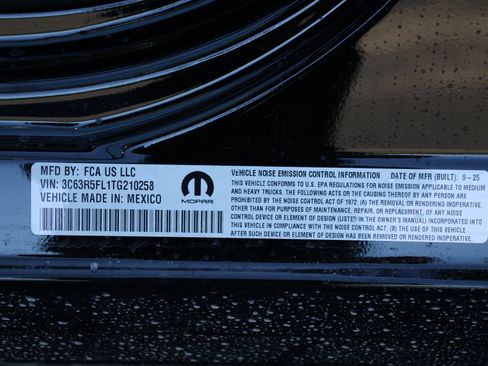 MFD BY: FCA US LLC
VIN: 3C63R5FL1TG210258
VEHICLE MADE IN: MEXICO
MOPAR
VEHICLE NOISE EMISSION CONTROL INFORMATION DATE OF MFR (BUILT): 9-25
THIS VEHICLE CONFORMS TO U.S. EPA REGULATIONS FOR NOISE EMISSION APPLICABLE TO MEDIUM
AND HEAVY TRUCKS. THE FOLLOWING ACTS OR THE CAUSING THEREOF BY ANY PERSON ARE
PROHIBITED BY THE NOISE CONTROL ACT OF 1972: (A) THE REMOVAL OR RENDERING INOPERATIVE,
OTHER THAN FOR PURPOSES OF MAINTENANCE, REPAIR, OR REPLACEMENT, OF ANY NOISE
CONTROL DEVICE OR ELEMENT OF DESIGN (LISTED IN THE OWNER'S MANUAL) INCORPORATED INTO
THIS VEHICLE IN COMPLIANCE WITH THE NOISE CONTROL ACT; (B) THE USE OF THIS VEHICLE
AFTER SUCH DEVICE OR ELEMENT OF DESIGN HAS BEEN REMOVED OR RENDERED INOPERATIVE.